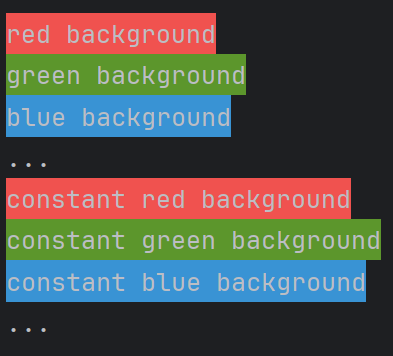 red background
green background
blue background
...
constant red background
constant green background
constant blue background
...